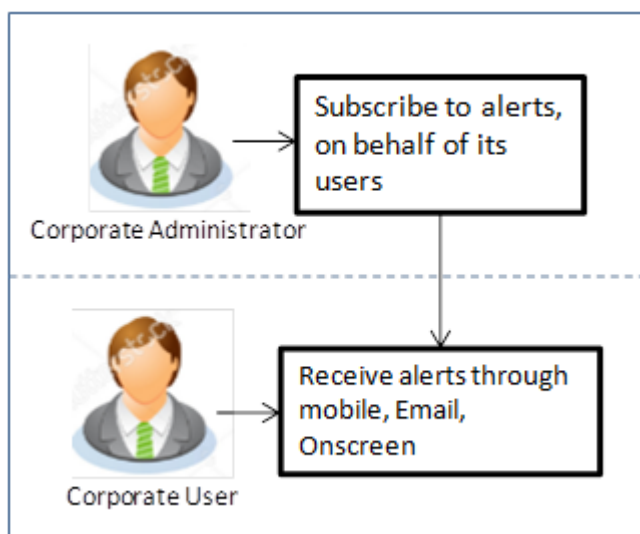 Subscribe to alerts,
on behalf of its
users
Corporate Administrator
Receive alerts through
mobile, Email,
Onscreen
Corporate User